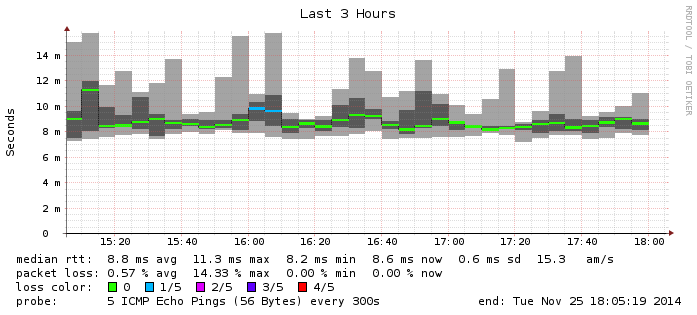 Last 3 Hours
RRDTOOL / TOBI OETIKER
Seconds
14 m
12 m
10 m
8 m
6 m
4 m
2 m
0
15:20 15:40 16:00 16:20 16:40 17:00 17:20 17:40 18:00
median rtt: 8.8 ms avg 11.3 ms max 8.2 ms min 8.6 ms now 0.6 ms sd 15.3 am/s
packet loss: 0.57 % avg 14.33 % max 0.00 % min 0.00 % now
loss color: 0 1/5 2/5 3/5 4/5
probe: 5 ICMP Echo Pings (56 Bytes) every 300s end: Tue Nov 25 18:05:19 2014